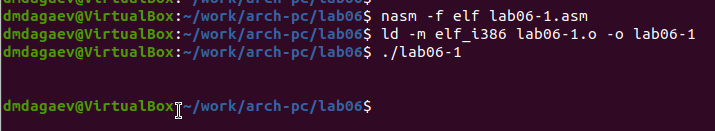 dmdagaev@VirtualBox:~/work/arch-pc/lab06$ nasm -f elf lab06-1.asm
dmdagaev@VirtualBox:~/work/arch-pc/lab06$ ld -m elf_i386 lab06-1.o -o lab06-1
dmdagaev@VirtualBox:~/work/arch-pc/lab06$ ./lab06-1
dmdagaev@VirtualBox:~/work/arch-pc/lab06$